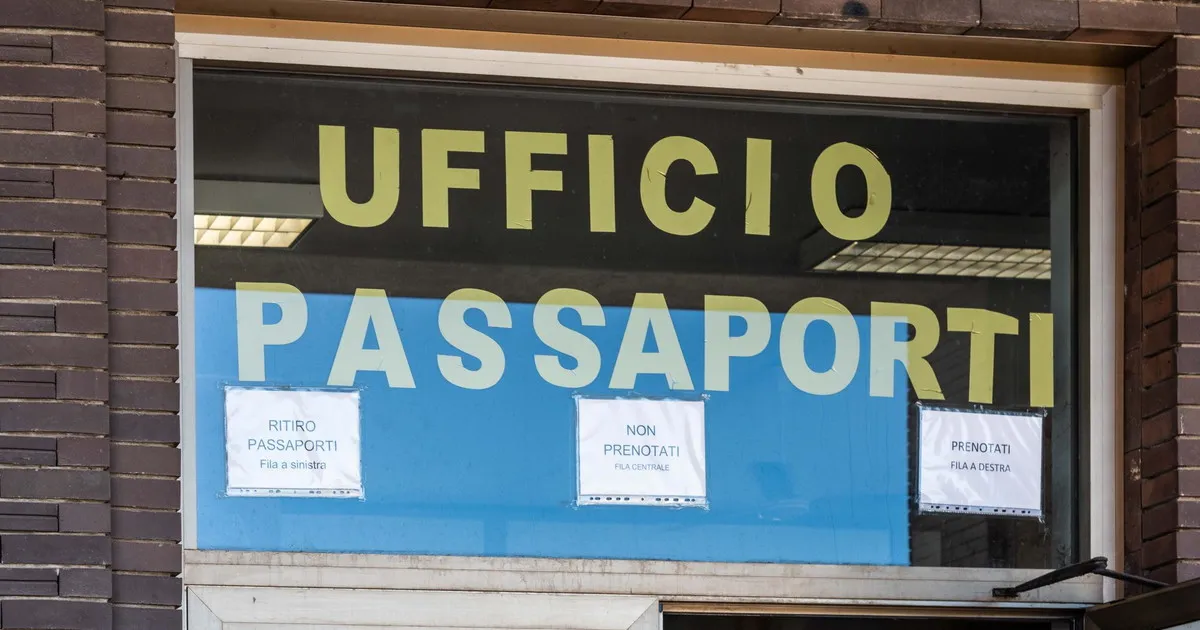 UFFICIO
PASSAPORTI
RITIRO
PASSAPORTI
Fila a sinistra
NON
PRENOTATI
FILA CENTRALE
PRENOTATI
FILA A DESTRA